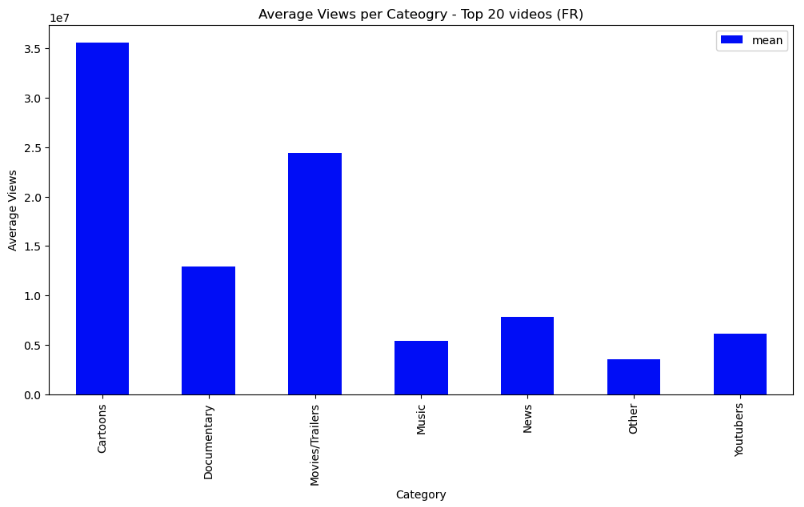 Average Views per Cateogry - Top 20 videos (FR)
1e7
mean
3.5
3.0
2.5
2.0
1.5
1.0
0.5
0.0
Average Views
Cartoons
Documentary
Movies/Trailers
Music
News
Other
Youtubers
Category